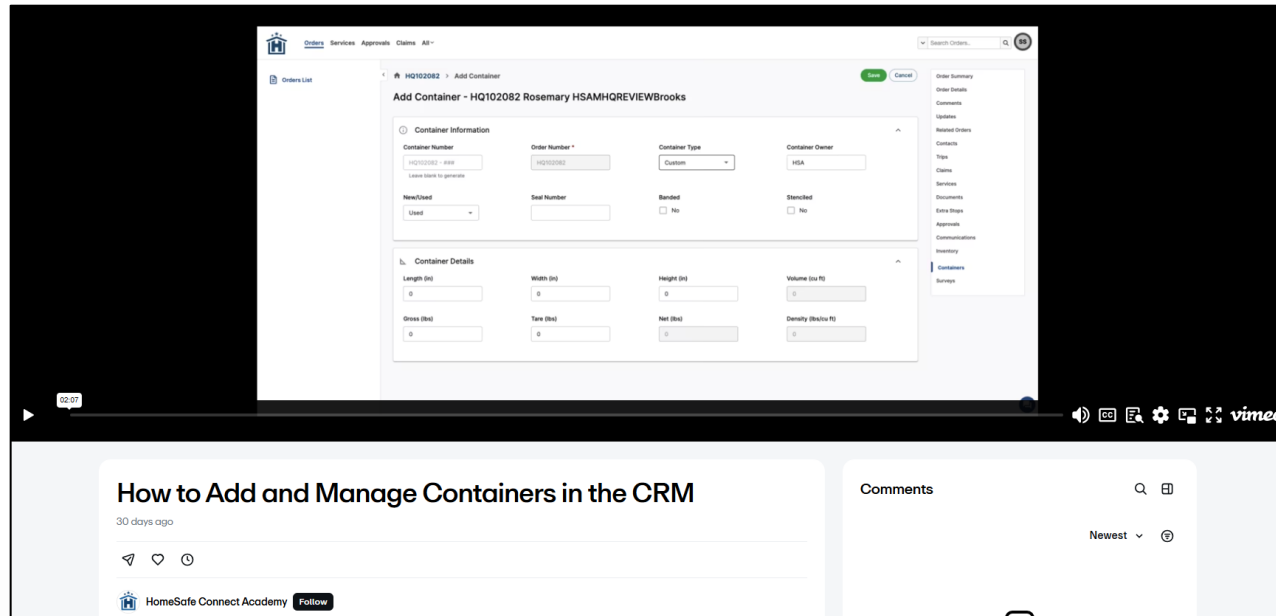 Orders Services Approvals Claims All
Search Orders..
SS
Orders List
HQ102082 > Add Container
Save Cancel
Add Container - HQ102082 Rosemary HSAMHQREVIEWBrooks
Container Information
Container Number Order Number * Container Type Container Owner
HQ102082 - ### HQ102082 Custom HSA
Leave blank to generate
New/Used Seal Number Banded Stenciled
Used No No
Container Details
Length (in) Width (in) Height (in) Volume (cu ft)
0 0 0 0
Gross (lbs) Tare (lbs) Net (lbs) Density (lbs/cu ft)
0 0 0 0
Order Summary
Order Details
Comments
Updates
Related Orders
Contacts
Trips
Claims
Services
Documents
Extra Stops
Approvals
Communications
Inventory
Containers
Surveys
02:07
CC
vimeo
How to Add and Manage Containers in the CRM
30 days ago
HomeSafe Connect Academy Follow
Comments
Newest